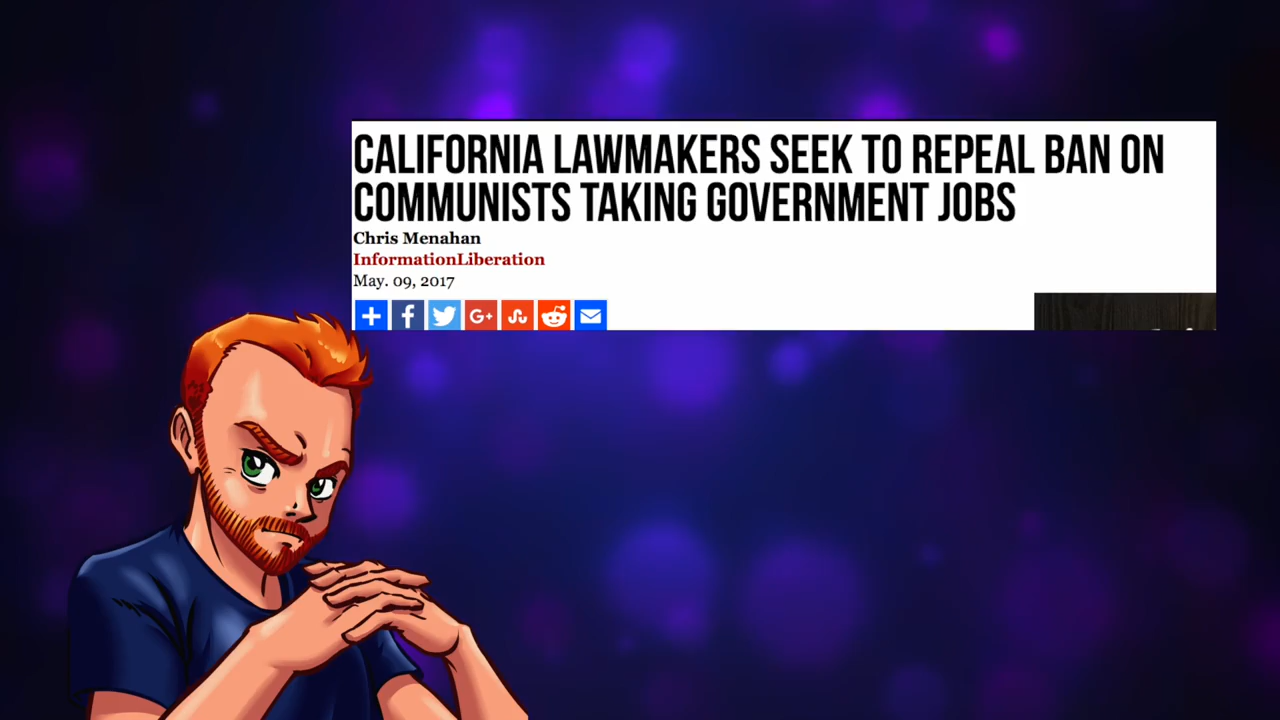 CALIFORNIA LAWMAKERS SEEK TO REPEAL BAN ON
COMMUNISTS TAKING GOVERNMENT JOBS
Chris Menahan
InformationLiberation
May. 09, 2017
G+